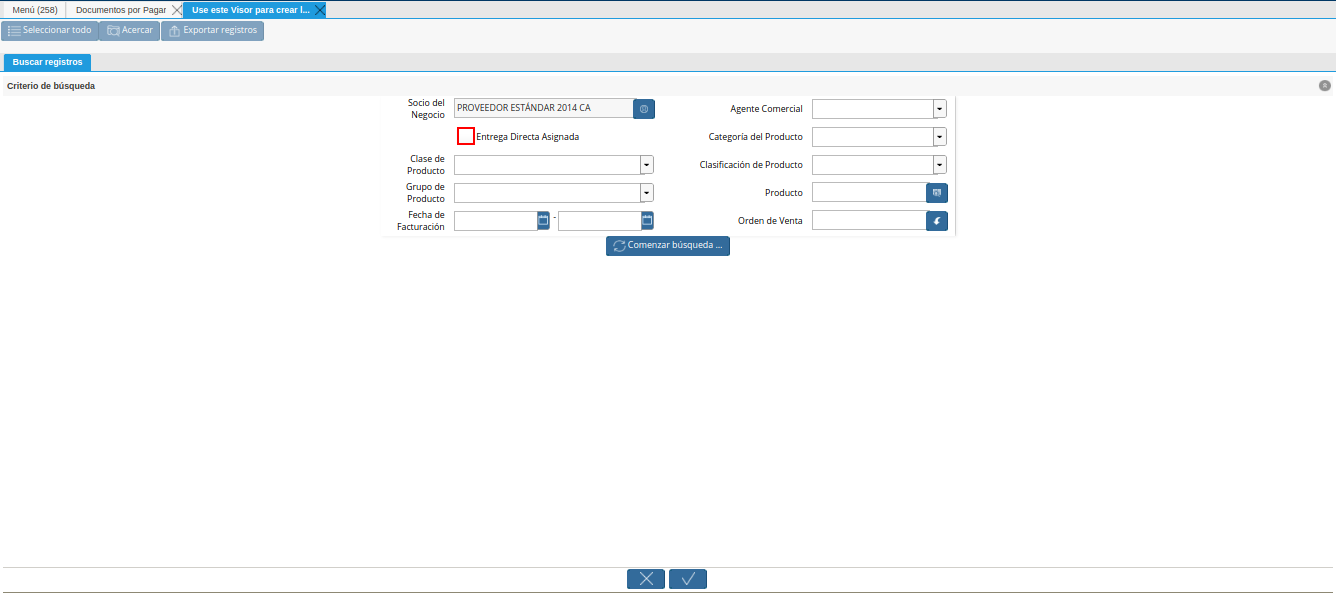 Menú (258)
Documentos por Pagar
Use este Visor para crear l...
Seleccionar todo
Acercar
Exportar registros
Buscar registros
Criterio de búsqueda
Socio del
Negocio
PROVEEDOR ESTÁNDAR 2014 CA
Agente Comercial
Entrega Directa Asignada
Categoría del Producto
Clase de
Producto
Clasificación de Producto
Grupo de
Producto
Producto
Fecha de
Facturación
-
Orden de Venta
Comenzar búsqueda ...